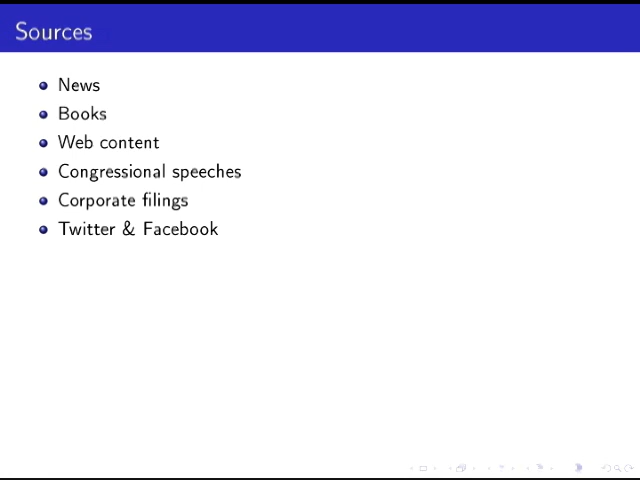 Sources
News
Books
Web content
Congressional speeches
Corporate filings
Twitter & Facebook